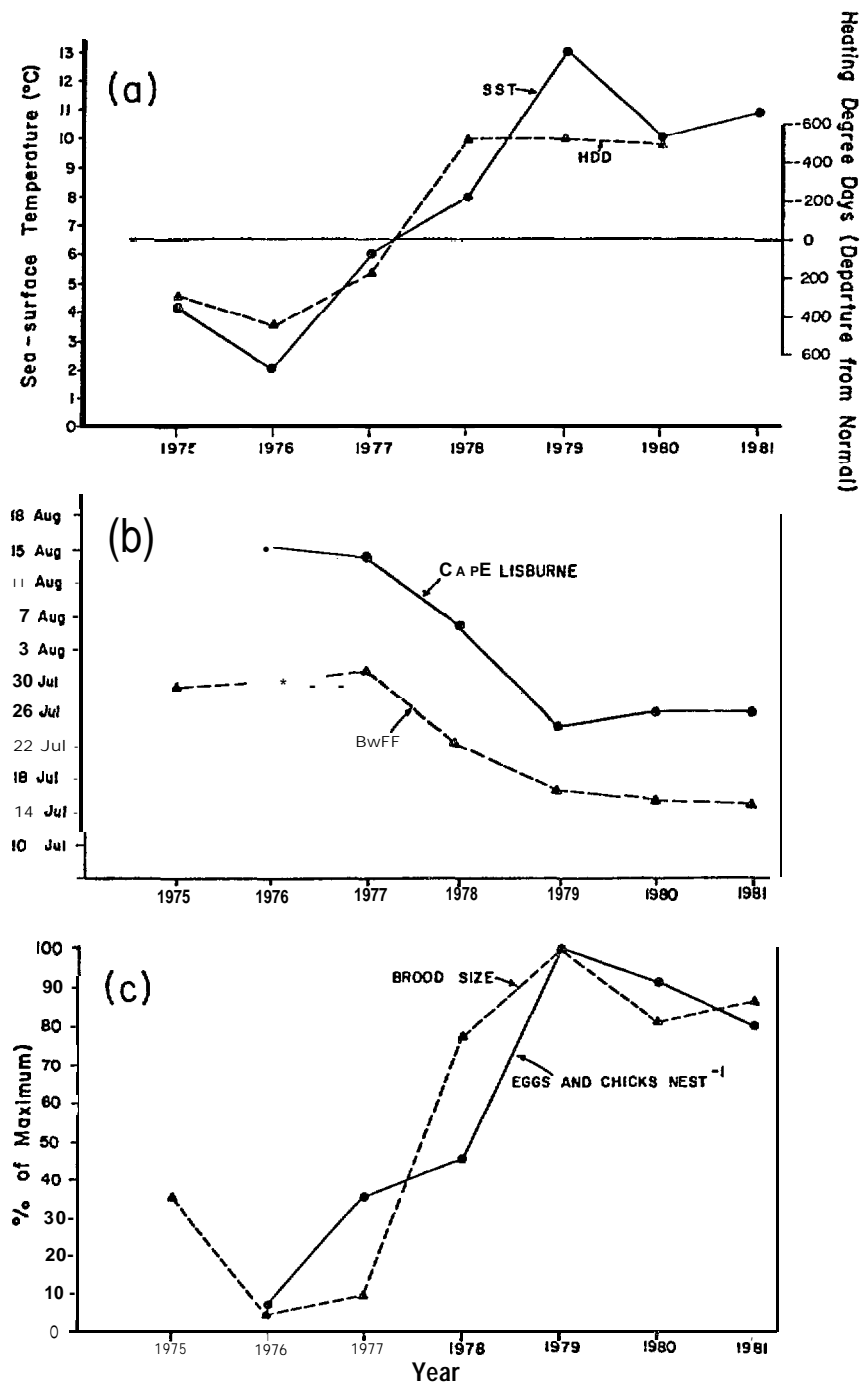 (a)
Sea-surface Temperature (°C)
13
12
11
10
9
8
7
6
5
4
3
2
1
0
SST
HDD
Heating Degree Days (Departure from Normal)
-600
-400
-200
0
200
400
600
1975
1976
1977
1978
1979
1980
1981
(b)
18 Aug
15 Aug
11 Aug
7 Aug
3 Aug
30 Jul
26 Jul
22 Jul
18 Jul
14 Jul
10 Jul
CAPE LISBURNE
BwFF
1975
1976
1977
1978
1979
1980
1981
(c)
% of Maximum
100
90
80
70
60
50
40
30
20
10
0
BROOD SIZE
EGGS AND CHICKS NEST⁻¹
1975
1976
1977
1978
1979
1980
1981
Year